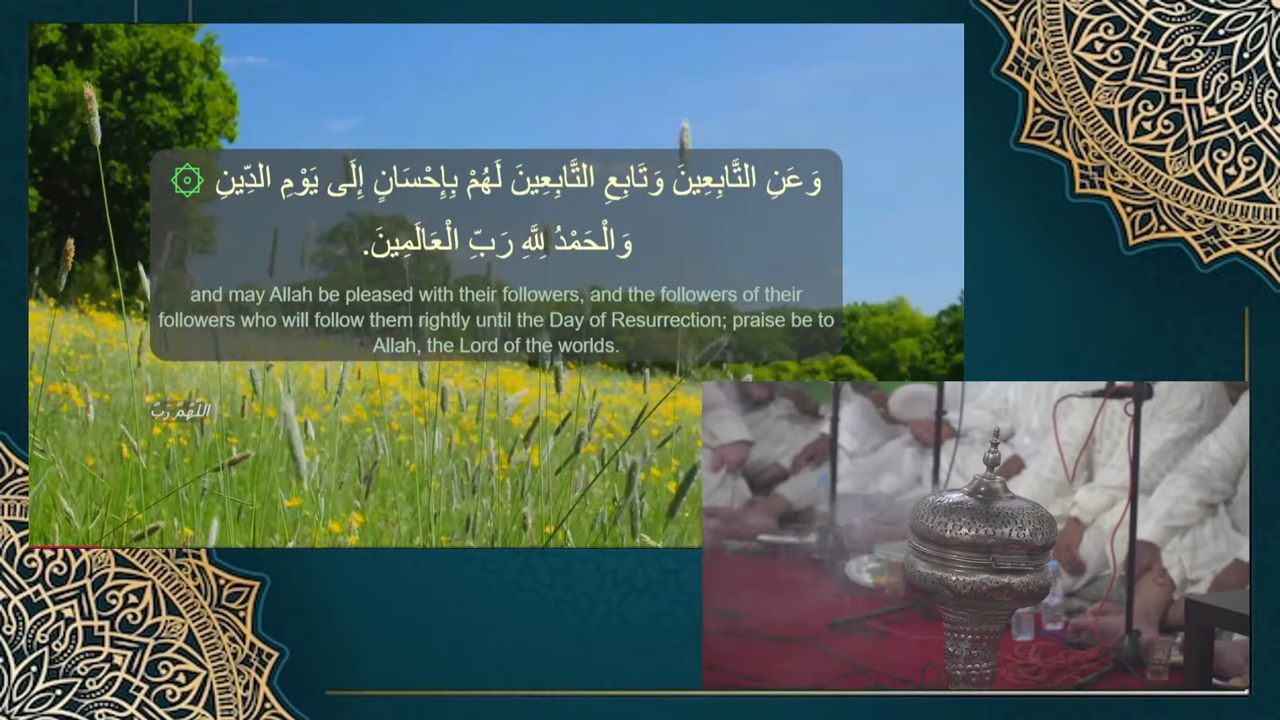 وَعَنِ التَّابِعِينَ وَتَابِعِ التَّابِعِينَ لَهُمْ بِإِحْسَانٍ إِلَى يَوْمِ الدِّينِ ۞
وَالْحَمْدُ لِلَّهِ رَبِّ الْعَالَمِينَ.
and may Allah be pleased with their followers, and the followers of their
followers who will follow them rightly until the Day of Resurrection; praise be to
Allah, the Lord of the worlds.
اللَّهُمَّ رَبَّ